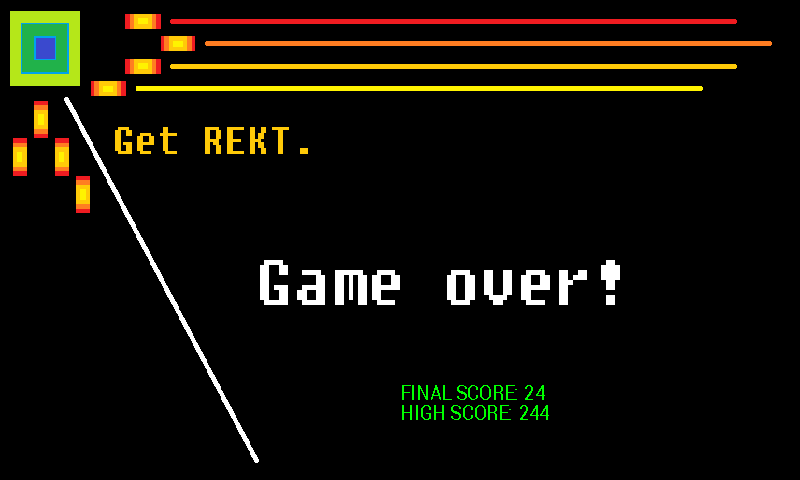 Get REKT.
Game over!
FINAL SCORE: 24
HIGH SCORE: 244